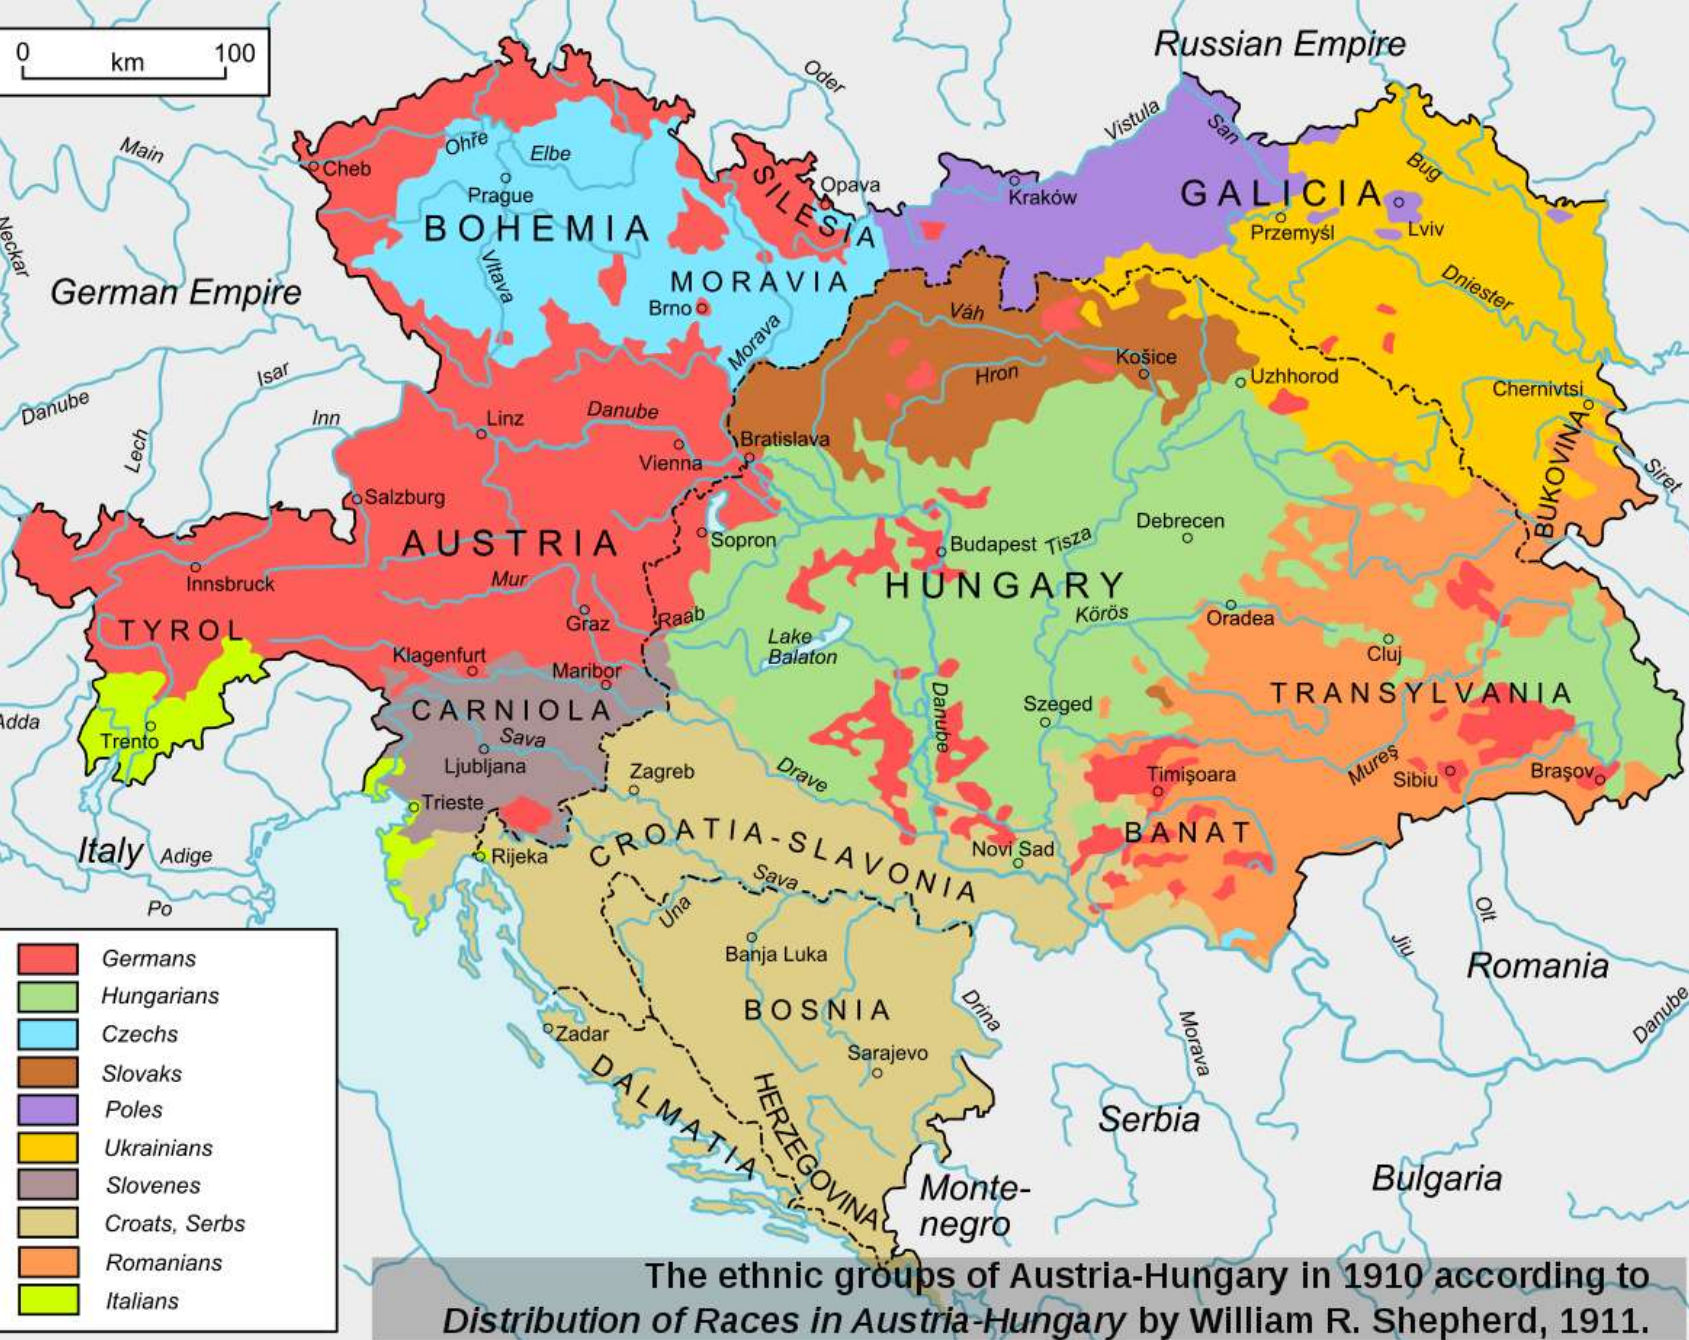 0 100
km
Russian Empire
Oder
Vistula
San
Main
Ohře
Elbe
Cheb
Opava
Bug
Prague
SILESIA
Kraków
GALICIA
Neckar
BOHEMIA
Przemyśl
Lviv
Vltava
MORAVIA
German Empire
Brno
Dniester
Váh
Morava
Košice
Isar
Hron
Uzhhorod
Chernivtsi
Danube
Inn
Linz
Danube
Lech
Bratislava
Vienna
BUKOVINA
Siret
Salzburg
Debrecen
AUSTRIA
Sopron
Budapest
Tisza
Innsbruck
Mur
HUNGARY
Graz
Raab
Körös
Oradea
TYROL
Lake
Balaton
Klagenfurt
Maribor
Cluj
CARNIOLA
Danube
Szeged
TRANSYLVANIA
Adda
Trento
Sava
Ljubljana
Zagreb
Drave
Timişoara
Mureş
Sibiu
Braşov
Trieste
CROATIA-SLAVONIA
BANAT
Italy
Adige
Rijeka
Novi Sad
Sava
Po
Una
Olt
Jiu
Banja Luka
Romania
Germans
Hungarians
Czechs
Slovaks
Poles
Ukrainians
Slovenes
Croats, Serbs
Romanians
Italians
BOSNIA
Drina
Zadar
Morava
Danube
Sarajevo
DALMATIA
HERZEGOVINA
Serbia
Monte-
negro
Bulgaria
The ethnic groups of Austria-Hungary in 1910 according to
Distribution of Races in Austria-Hungary by William R. Shepherd, 1911.